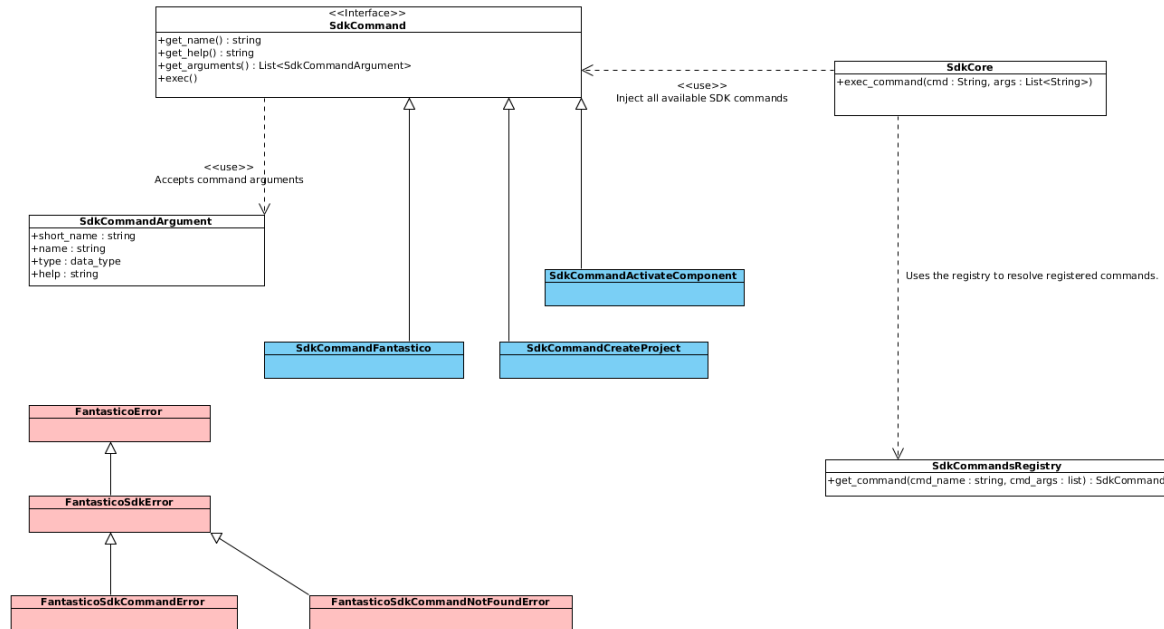 <<Interface>>
SdkCommand
+get_name() : string
+get_help() : string
+get_arguments() : List<SdkCommandArgument>
+exec()
SdkCore
+exec_command(cmd : String, args : List<String>)
<<use>>
Inject all available SDK commands
<<use>>
Accepts command arguments
SdkCommandArgument
+short_name : string
+name : string
+type : data_type
+help : string
SdkCommandActivateComponent
Uses the registry to resolve registered commands.
SdkCommandFantastico
SdkCommandCreateProject
FantasticoError
SdkCommandsRegistry
+get_command(cmd_name : string, cmd_args : list) : SdkCommand
FantasticoSdkError
FantasticoSdkCommandError
FantasticoSdkCommandNotFoundError